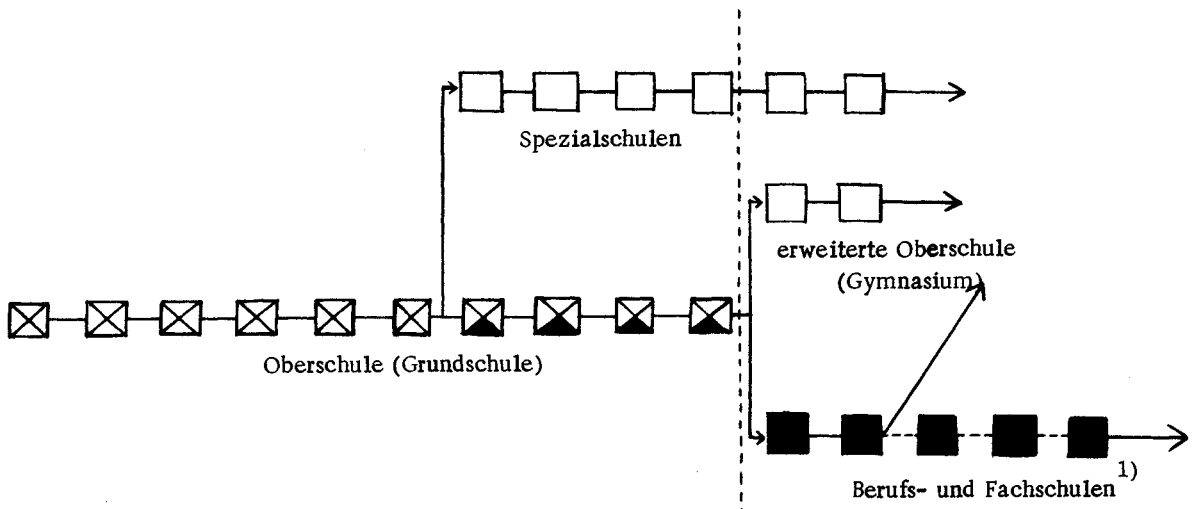 Spezialschulen
erweiterte Oberschule
(Gymnasium)
Oberschule (Grundschule)
Berufs- und Fachschulen 1)